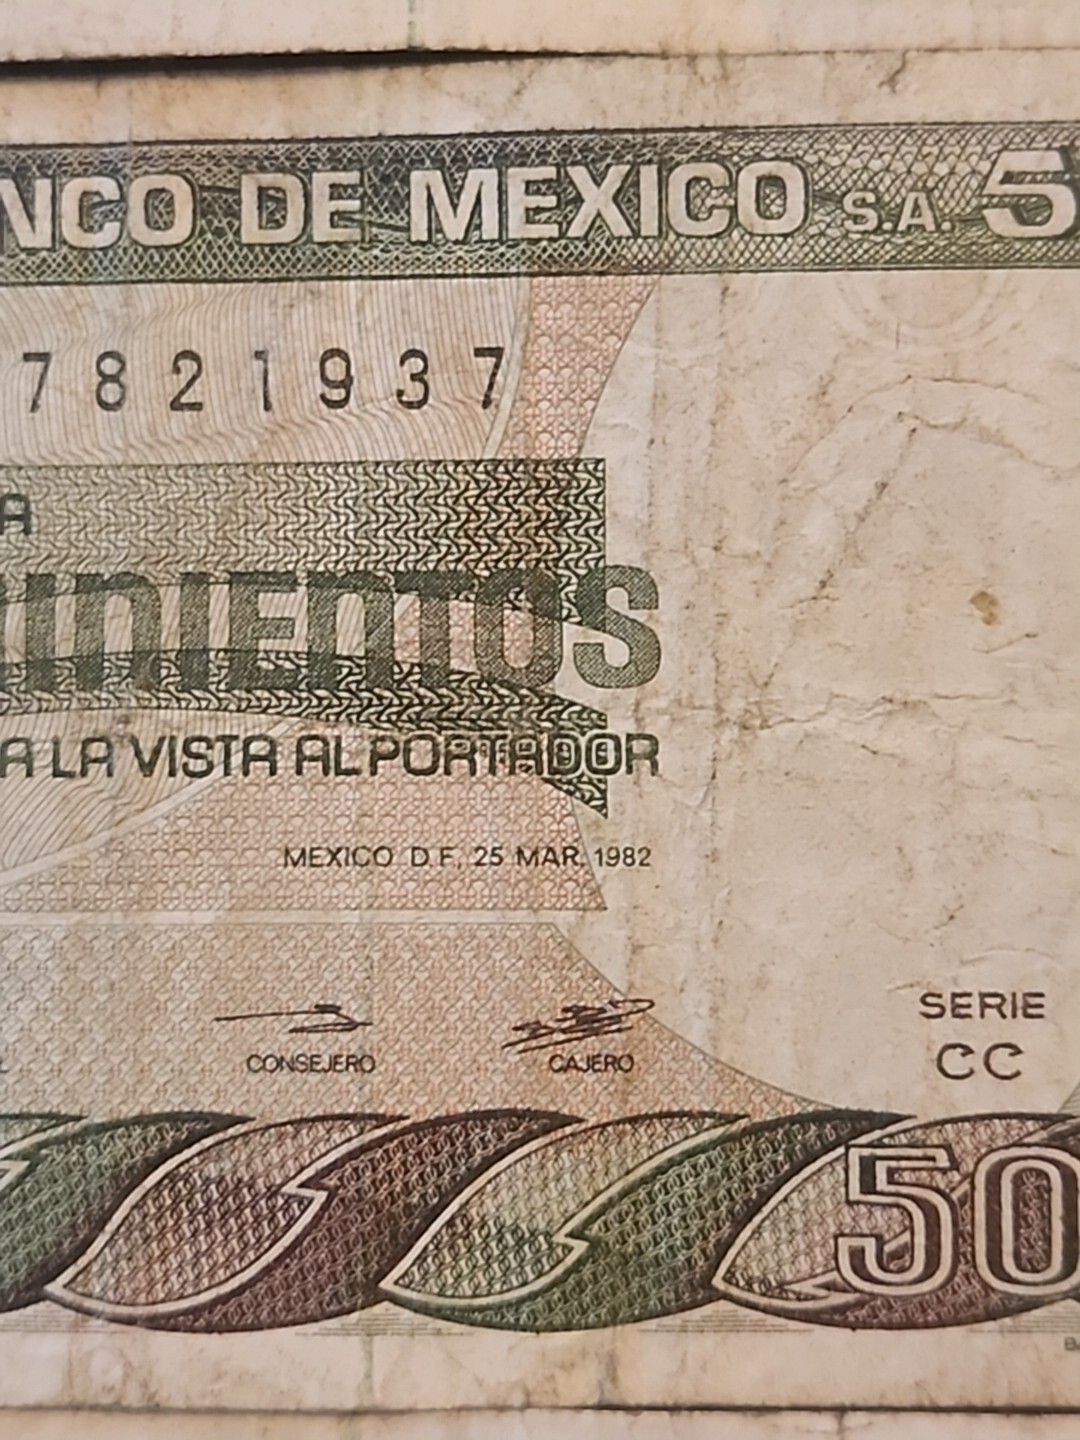 NCO DE MEXICO S.A. 5
7821937
A
INIENTOS
A LA VISTA AL PORTADOR
MEXICO D.F., 25 MAR. 1982
CONSEJERO
CAJERO
SERIE
CC
50